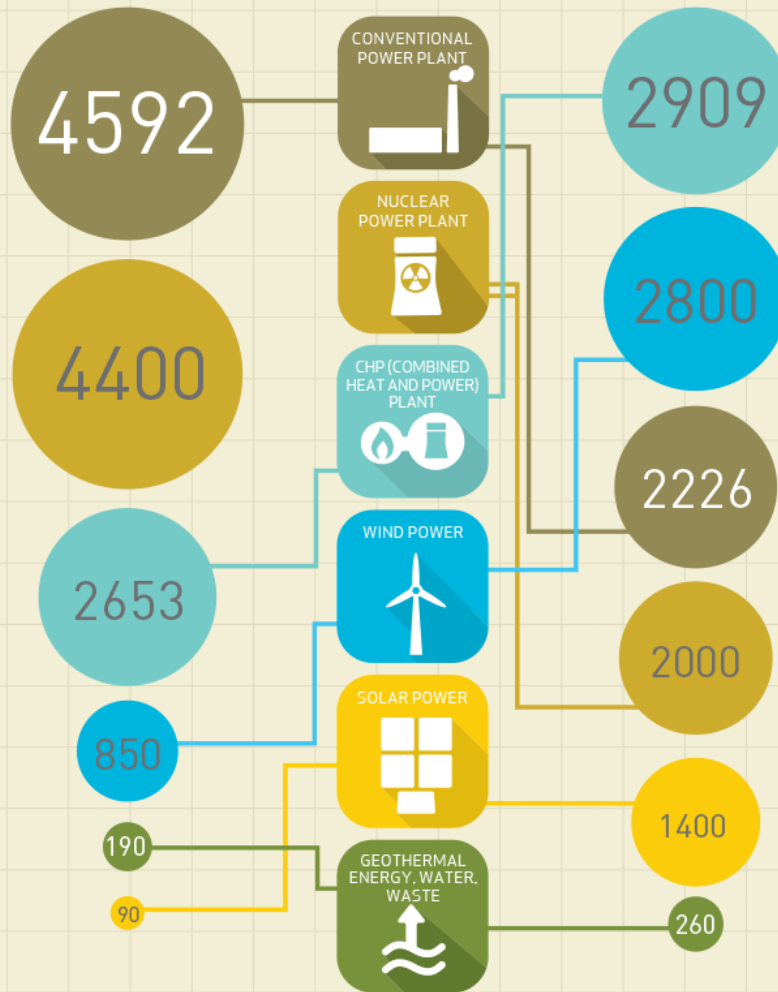 4592
4400
2653
850
190
90
CONVENTIONAL
POWER PLANT
NUCLEAR
POWER PLANT
CHP (COMBINED
HEAT AND POWER)
PLANT
WIND POWER
SOLAR POWER
GEOTHERMAL
ENERGY, WATER,
WASTE
2909
2800
2226
2000
1400
260